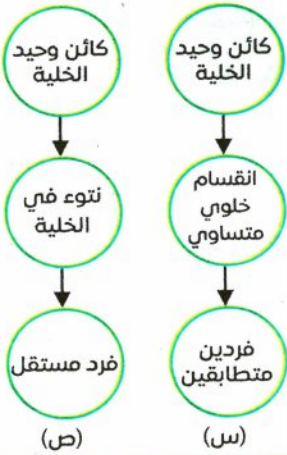 كائن وحيد
الخلية
انقسام
خلوي
متساوي
فردين
متطابقين
(س)
كائن وحيد
الخلية
نتوء في
الخلية
فرد مستقل
(ص)